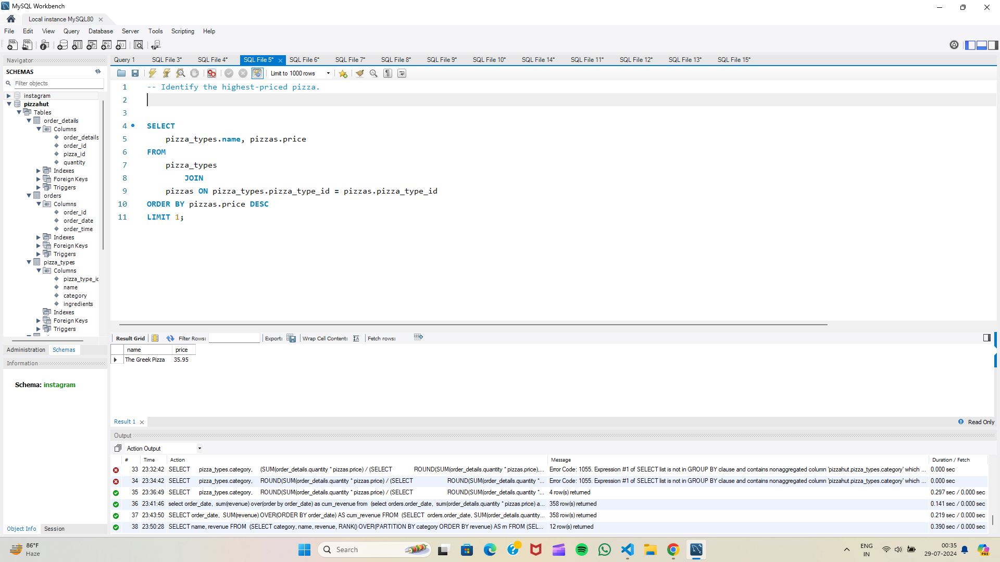 MySQL Workbench
Local instance MySQL80
File Edit View Query Database Server Tools Scripting Help
Navigator
SCHEMAS
Filter objects
instagram
pizzahut
Tables
order_details
Columns
order_details
order_id
pizza_id
quantity
Indexes
Foreign Keys
Triggers
orders
Columns
order_id
order_date
order_time
Indexes
Foreign Keys
Triggers
pizza_types
Columns
pizza_type_id
name
category
ingredients
Indexes
Foreign Keys
Triggers
Administration Schemas
Information
Schema: instagram
Object Info Session
Query 1 SQL File 3* SQL File 4* SQL File 5* SQL File 6* SQL File 7* SQL File 8* SQL File 9* SQL File 10* SQL File 14* SQL File 11* SQL File 12* SQL File 13* SQL File 15*
Limit to 1000 rows
1 -- Identify the highest-priced pizza.
2
3
4 SELECT
5 pizza_types.name, pizzas.price
6 FROM
7 pizza_types
8 JOIN
9 pizzas ON pizza_types.pizza_type_id = pizzas.pizza_type_id
10 ORDER BY pizzas.price DESC
11 LIMIT 1;
Result Grid Filter Rows: Export: Wrap Cell Content: Fetch rows:
name price
The Greek Pizza 35.95
Result 1 Read Only
Output
Action Output
# Time Action Message Duration / Fetch
33 23:32:42 SELECT pizza_types.category, (SUM(order_details.quantity * pizzas.price) / (SELECT ROUND(SUM(order_details.quantity * pizzas.price),... Error Code: 1055. Expression #1 of SELECT list is not in GROUP BY clause and contains nonaggregated column 'pizzahut.pizza_types.category' which ... 0.000 sec
34 23:34:42 SELECT pizza_types.category, ROUND(SUM(order_details.quantity * pizzas.price) / (SELECT ROUND(SUM(order_details.quantity *... Error Code: 1055. Expression #1 of SELECT list is not in GROUP BY clause and contains nonaggregated column 'pizzahut.pizza_types.category' which ... 0.000 sec
35 23:36:49 SELECT pizza_types.category, ROUND(SUM(order_details.quantity * pizzas.price) / (SELECT ROUND(SUM(order_details.quantity *... 4 row(s) returned 0.297 sec / 0.000 sec
36 23:41:46 select order_date, sum(revenue) over(order by order_date) as cum_revenue from (select orders.order_date, sum(order_details.quantity * pizzas.price) a... 358 row(s) returned 0.141 sec / 0.000 sec
37 23:43:50 SELECT order_date, SUM(revenue) OVER(ORDER BY order_date) AS cum_revenue FROM (SELECT orders.order_date, SUM(order_details.quantity... 358 row(s) returned 0.219 sec / 0.000 sec
38 23:50:28 SELECT name, revenue FROM (SELECT category, name, revenue, RANK() OVER(PARTITION BY category ORDER BY revenue) AS rn FROM (SEL... 12 row(s) returned 0.390 sec / 0.000 sec
86°F
Haze
Search
ENG
IN
00:35
29-07-2024
PRE